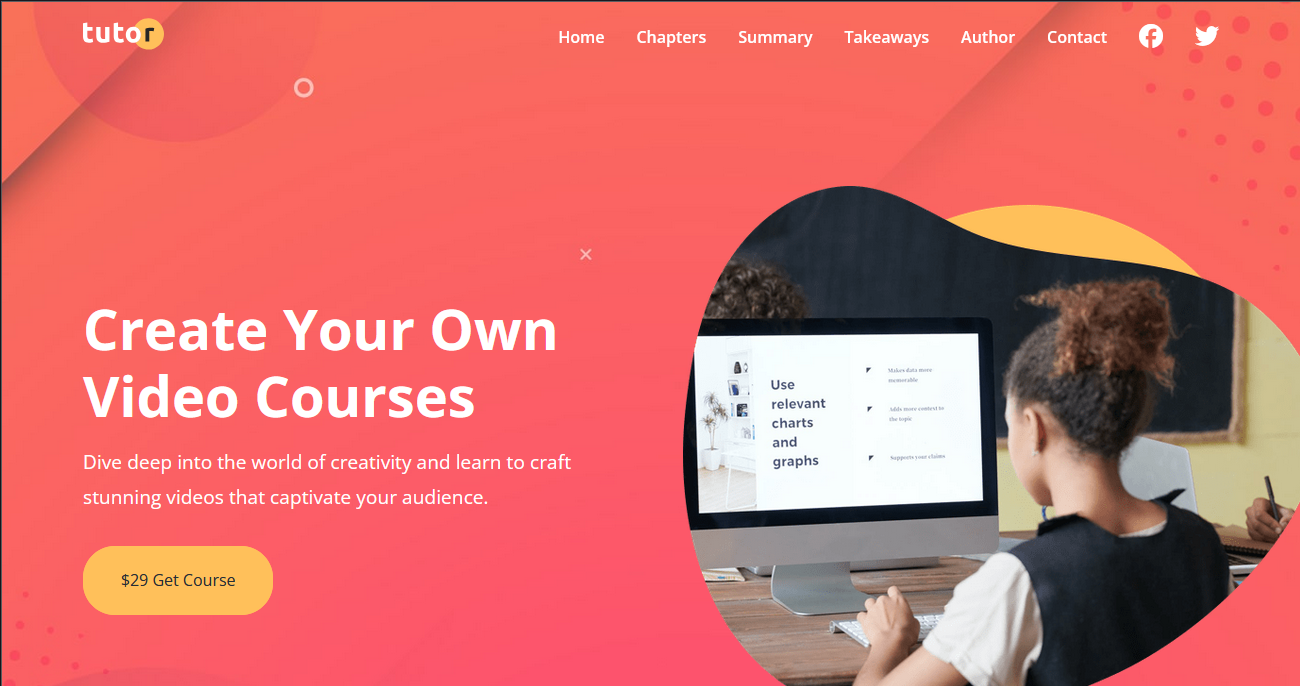 tutor
Home Chapters Summary Takeaways Author Contact
Create Your Own
Video Courses
Dive deep into the world of creativity and learn to craft
stunning videos that captivate your audience.
$29 Get Course
Use
relevant
charts
and
graphs
Makes data more
memorable
Adds more context to
the topic
Supports your claims